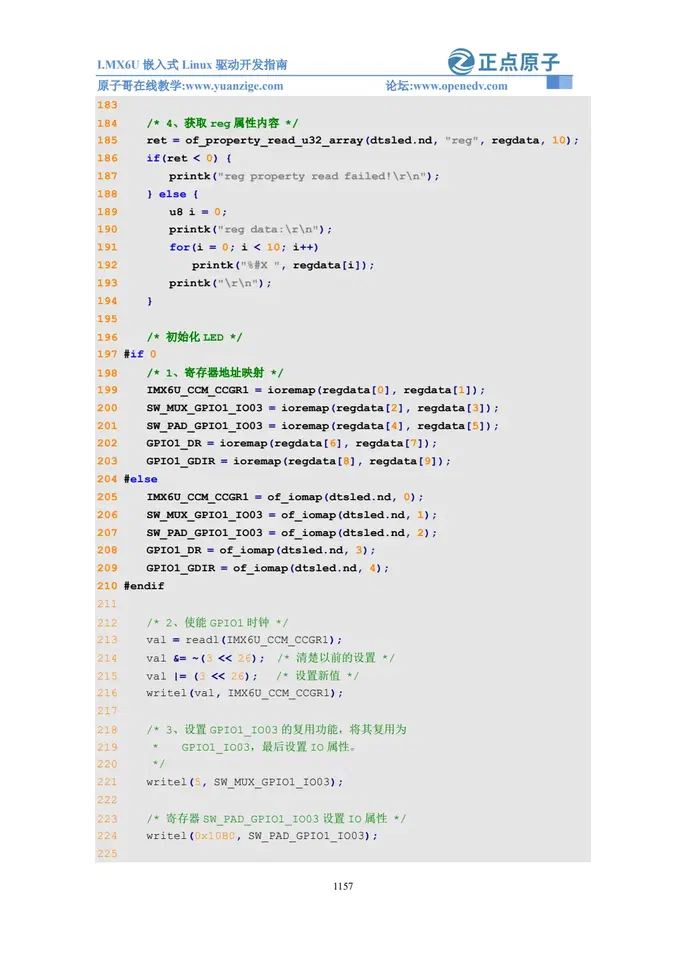 I.MX6U 嵌入式 Linux 驱动开发指南
正点原子
原子哥在线教学:www.yuanzige.com 论坛:www.openedv.com
183
184 /* 4、获取 reg 属性内容 */
185 ret = of_property_read_u32_array(dtsled.nd, "reg", regdata, 10);
186 if(ret < 0) {
187 printk("reg property read failed!\r\n");
188 } else {
189 u8 i = 0;
190 printk("reg data:\r\n");
191 for(i = 0; i < 10; i++)
192 printk("%#X ", regdata[i]);
193 printk("\r\n");
194 }
195
196 /* 初始化 LED */
197 #if 0
198 /* 1、寄存器地址映射 */
199 IMX6U_CCM_CCGR1 = ioremap(regdata[0], regdata[1]);
200 SW_MUX_GPIO1_IO03 = ioremap(regdata[2], regdata[3]);
201 SW_PAD_GPIO1_IO03 = ioremap(regdata[4], regdata[5]);
202 GPIO1_DR = ioremap(regdata[6], regdata[7]);
203 GPIO1_GDIR = ioremap(regdata[8], regdata[9]);
204 #else
205 IMX6U_CCM_CCGR1 = of_iomap(dtsled.nd, 0);
206 SW_MUX_GPIO1_IO03 = of_iomap(dtsled.nd, 1);
207 SW_PAD_GPIO1_IO03 = of_iomap(dtsled.nd, 2);
208 GPIO1_DR = of_iomap(dtsled.nd, 3);
209 GPIO1_GDIR = of_iomap(dtsled.nd, 4);
210 #endif
211
212 /* 2、使能 GPIO1 时钟 */
213 val = readl(IMX6U_CCM_CCGR1);
214 val &= ~(3 << 26); /* 清楚以前的设置 */
215 val |= (3 << 26); /* 设置新值 */
216 writel(val, IMX6U_CCM_CCGR1);
217
218 /* 3、设置 GPIO1_IO03 的复用功能，将其复用为
219 * GPIO1_IO03，最后设置 IO 属性。
220 */
221 writel(5, SW_MUX_GPIO1_IO03);
222
223 /* 寄存器 SW_PAD_GPIO1_IO03 设置 IO 属性 */
224 writel(0x10B0, SW_PAD_GPIO1_IO03);
225
1157